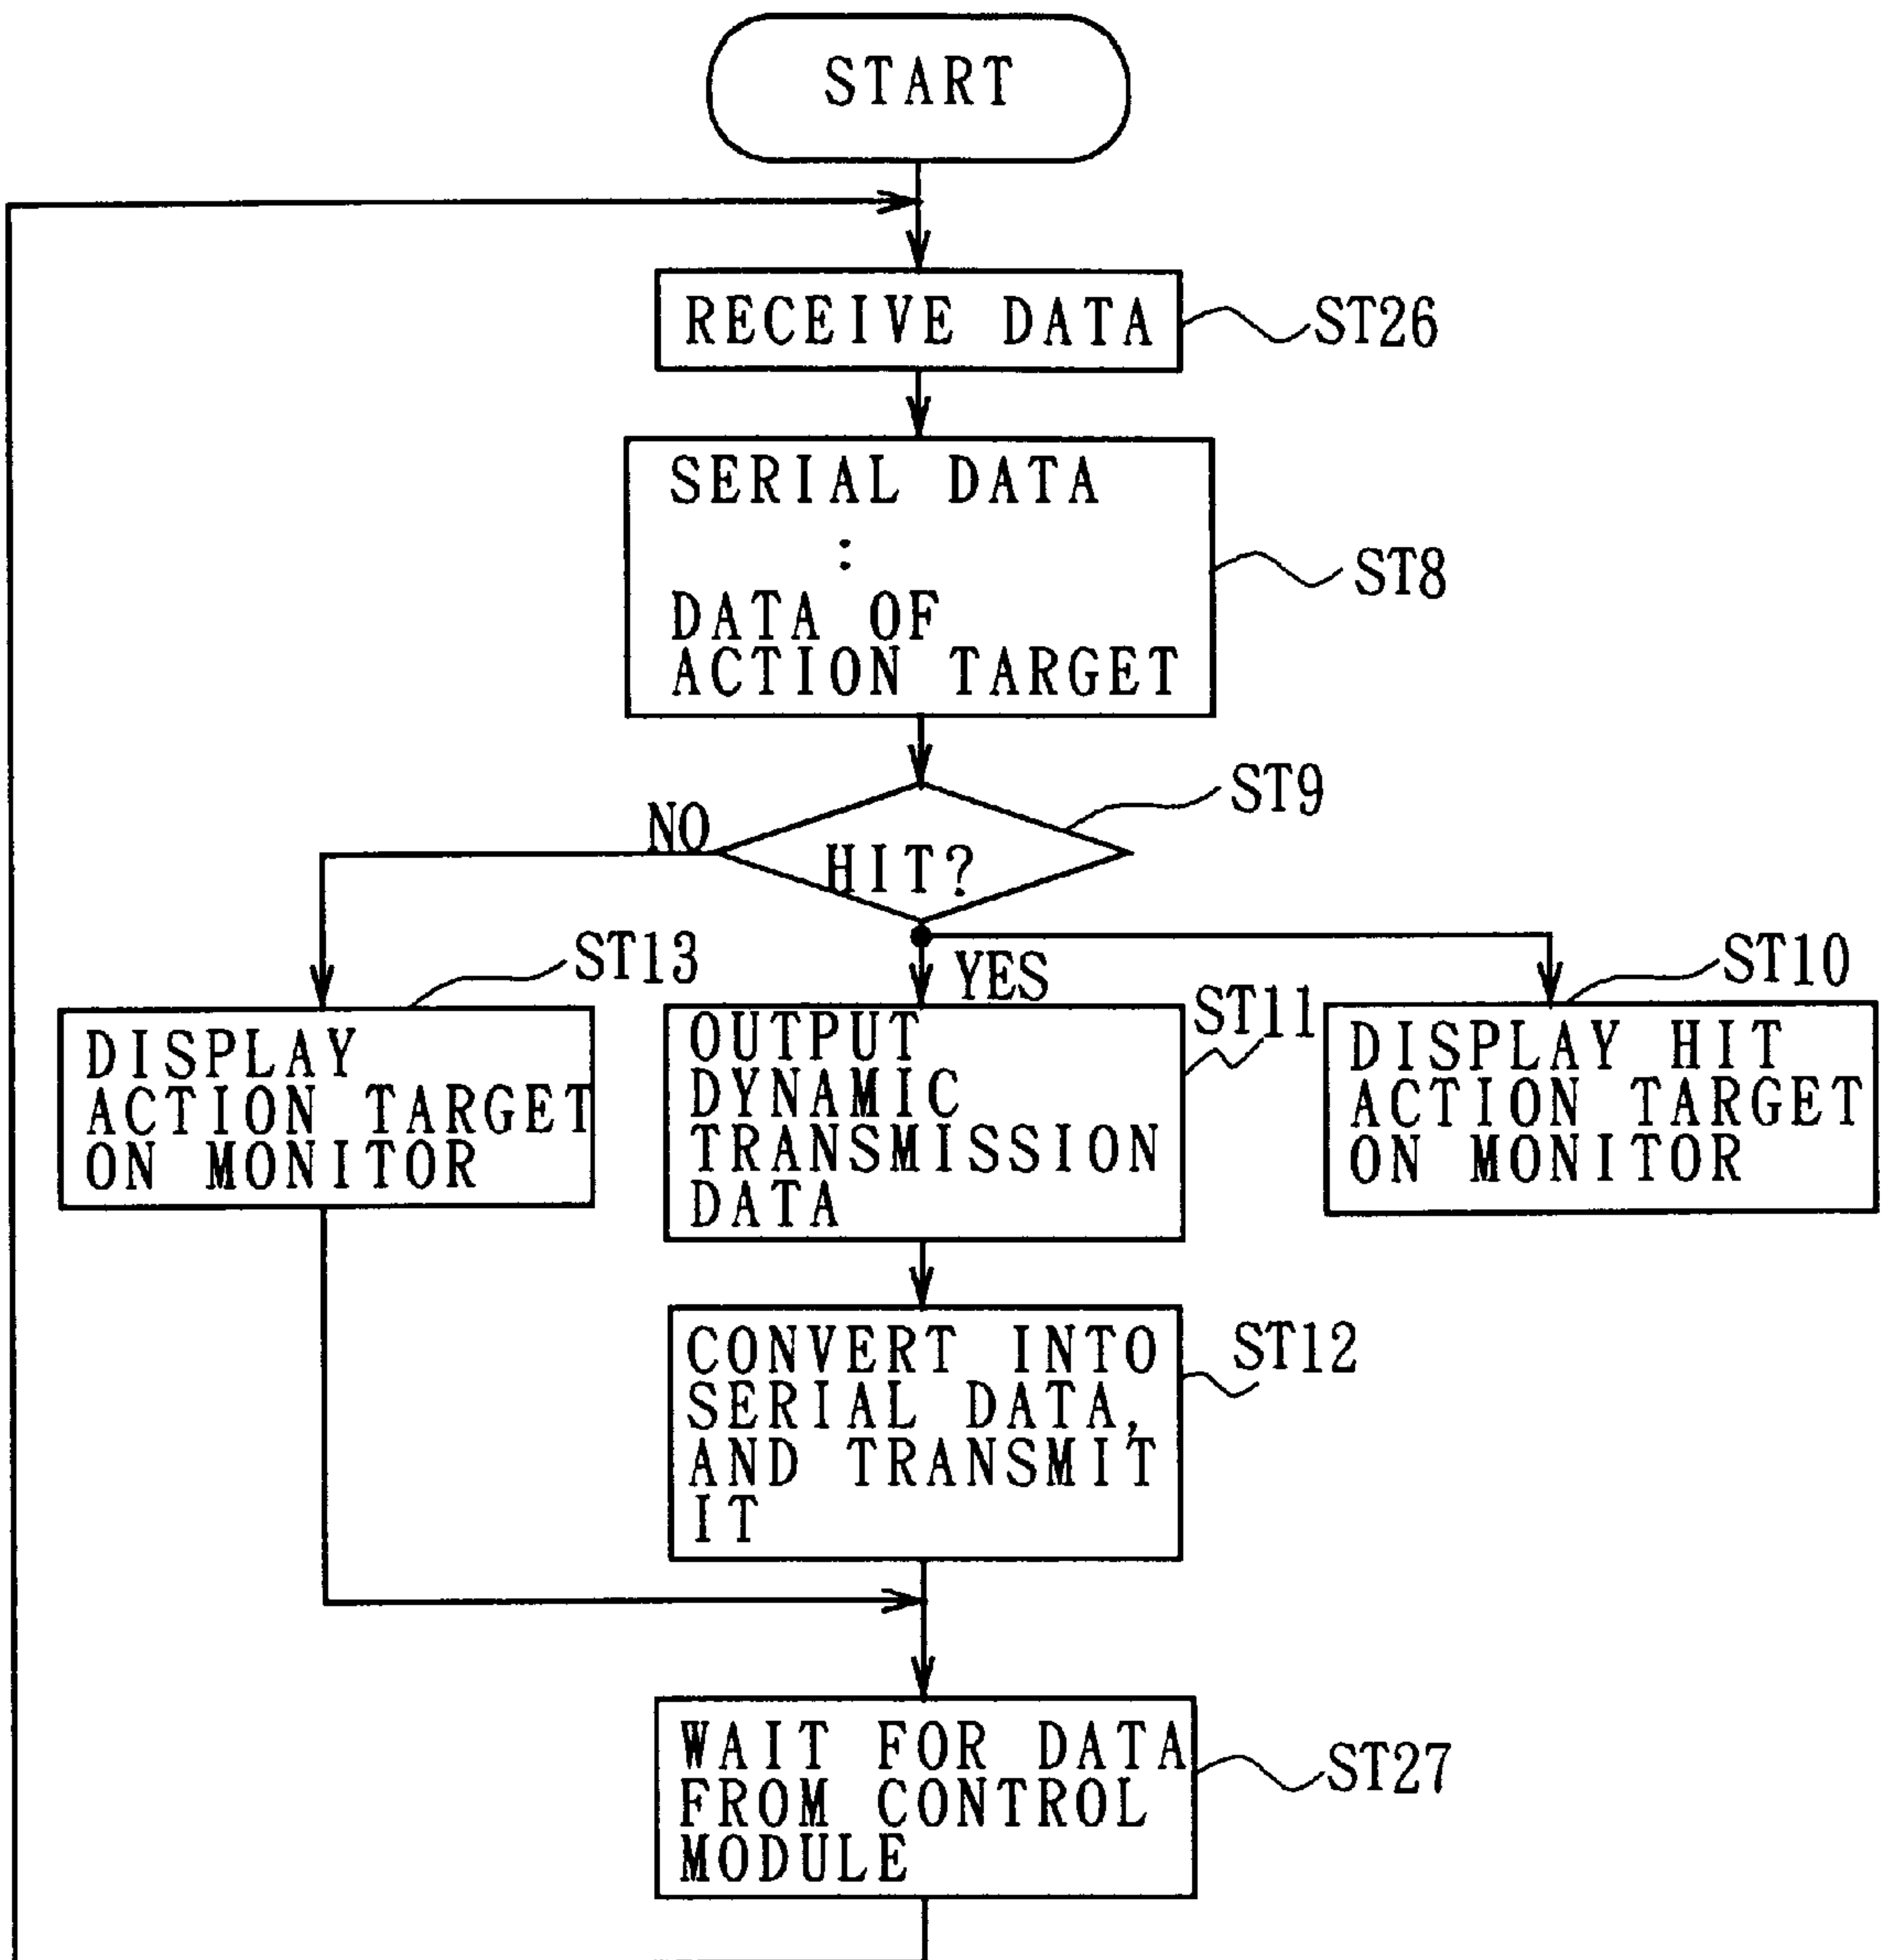 START
RECEIVE DATA
ST26
SERIAL DATA
:
DATA OF
ACTION TARGET
ST8
HIT?
ST9
NO
YES
ST13
DISPLAY
ACTION TARGET
ON MONITOR
ST11
OUTPUT
DYNAMIC
TRANSMISSION
DATA
ST10
DISPLAY HIT
ACTION TARGET
ON MONITOR
CONVERT INTO
SERIAL DATA,
AND TRANSMIT
IT
ST12
WAIT FOR DATA
FROM CONTROL
MODULE
ST27